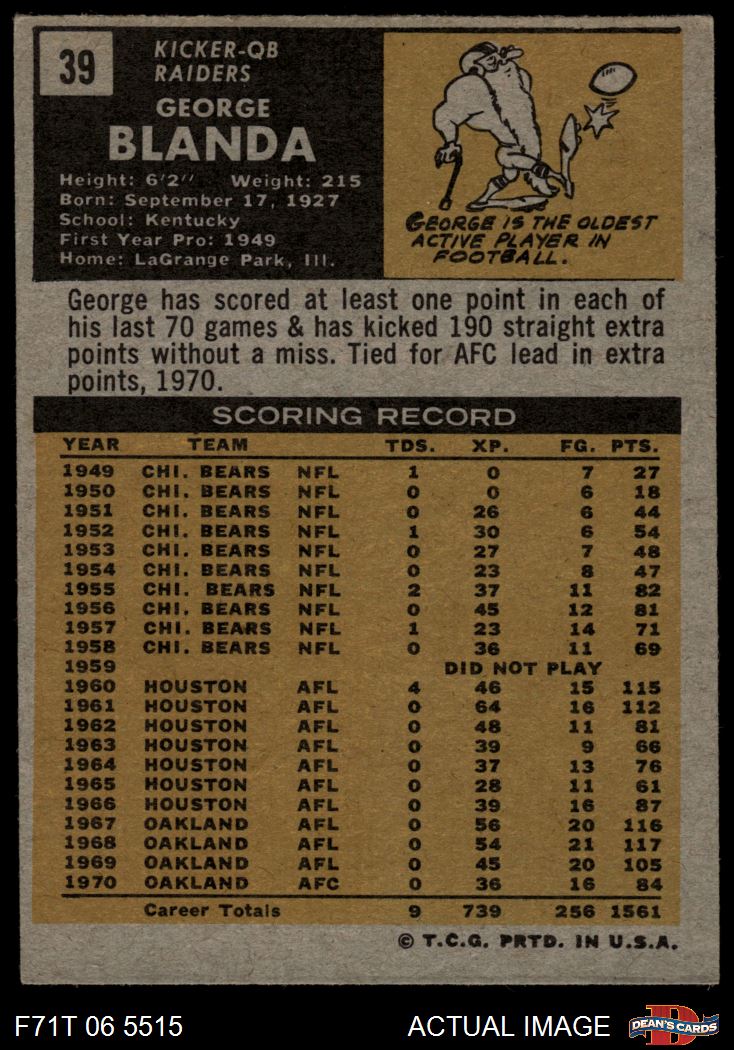 39
KICKER-QB
RAIDERS
GEORGE
BLANDA
Height: 6'2" Weight: 215
Born: September 17, 1927
School: Kentucky
First Year Pro: 1949
Home: LaGrange Park, Ill.
GEORGE IS THE OLDEST
ACTIVE PLAYER IN
FOOTBALL.
George has scored at least one point in each of
his last 70 games & has kicked 190 straight extra
points without a miss. Tied for AFC lead in extra
points, 1970.
SCORING RECORD
YEAR TEAM TDS. XP. FG. PTS.
1949 CHI. BEARS NFL 1 0 7 27
1950 CHI. BEARS NFL 0 0 6 18
1951 CHI. BEARS NFL 0 26 6 44
1952 CHI. BEARS NFL 1 30 6 54
1953 CHI. BEARS NFL 0 27 7 48
1954 CHI. BEARS NFL 0 23 8 47
1955 CHI. BEARS NFL 2 37 11 82
1956 CHI. BEARS NFL 0 45 12 81
1957 CHI. BEARS NFL 1 23 14 71
1958 CHI. BEARS NFL 0 36 11 69
1959 DID NOT PLAY
1960 HOUSTON AFL 4 46 15 115
1961 HOUSTON AFL 0 64 16 112
1962 HOUSTON AFL 0 48 11 81
1963 HOUSTON AFL 0 39 9 66
1964 HOUSTON AFL 0 37 13 76
1965 HOUSTON AFL 0 28 11 61
1966 HOUSTON AFL 0 39 16 87
1967 OAKLAND AFL 0 56 20 116
1968 OAKLAND AFL 0 54 21 117
1969 OAKLAND AFL 0 45 20 105
1970 OAKLAND AFC 0 36 16 84
Career Totals 9 739 256 1561
© T.C.G. PRTD. IN U.S.A.
F71T 06 5515 ACTUAL IMAGE
DEAN'S CARDS